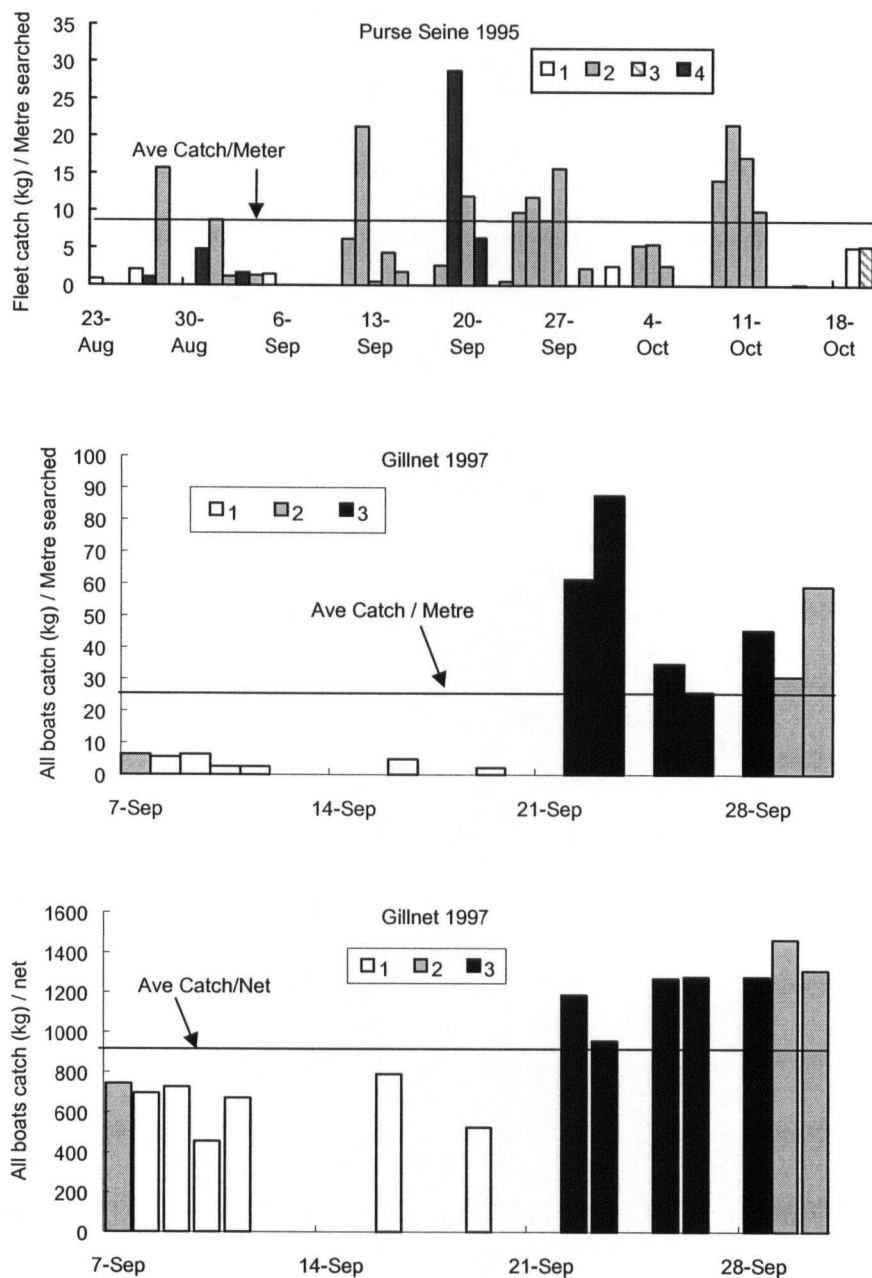 Purse Seine 1995
1 2 3 4
Ave Catch/Meter
Fleet catch (kg) / Metre searched
35
30
25
20
15
10
5
0
23- 30- 6- 13- 20- 27- 4- 11- 18-
Aug Aug Sep Sep Sep Sep Oct Oct Oct
Gillnet 1997
1 2 3
Ave Catch / Metre
All boats catch (kg) / Metre searched
100
90
80
70
60
50
40
30
20
10
0
7-Sep 14-Sep 21-Sep 28-Sep
Gillnet 1997
1 2 3
Ave Catch/Net
All boats catch (kg) / net
1600
1400
1200
1000
800
600
400
200
0
7-Sep 14-Sep 21-Sep 28-Sep